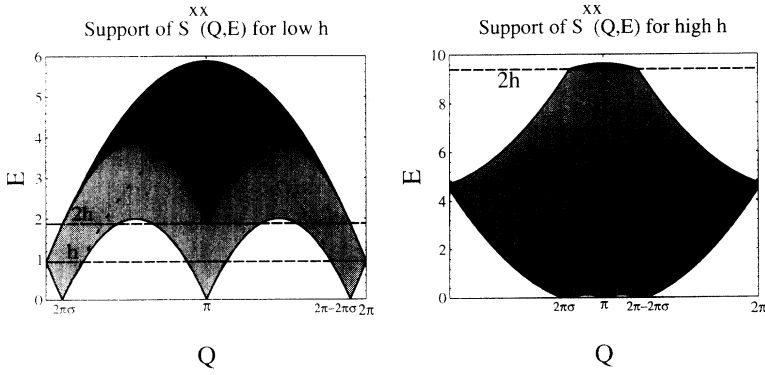 xx
Support of S (Q,E) for low h
6
5
4
3
2
1
0
E
2h
h
2πσ
π
2π–2πσ 2π
Q
xx
Support of S (Q,E) for high h
10
8
6
4
2
0
E
2h
2πσ
π
2π–2πσ
2π
Q